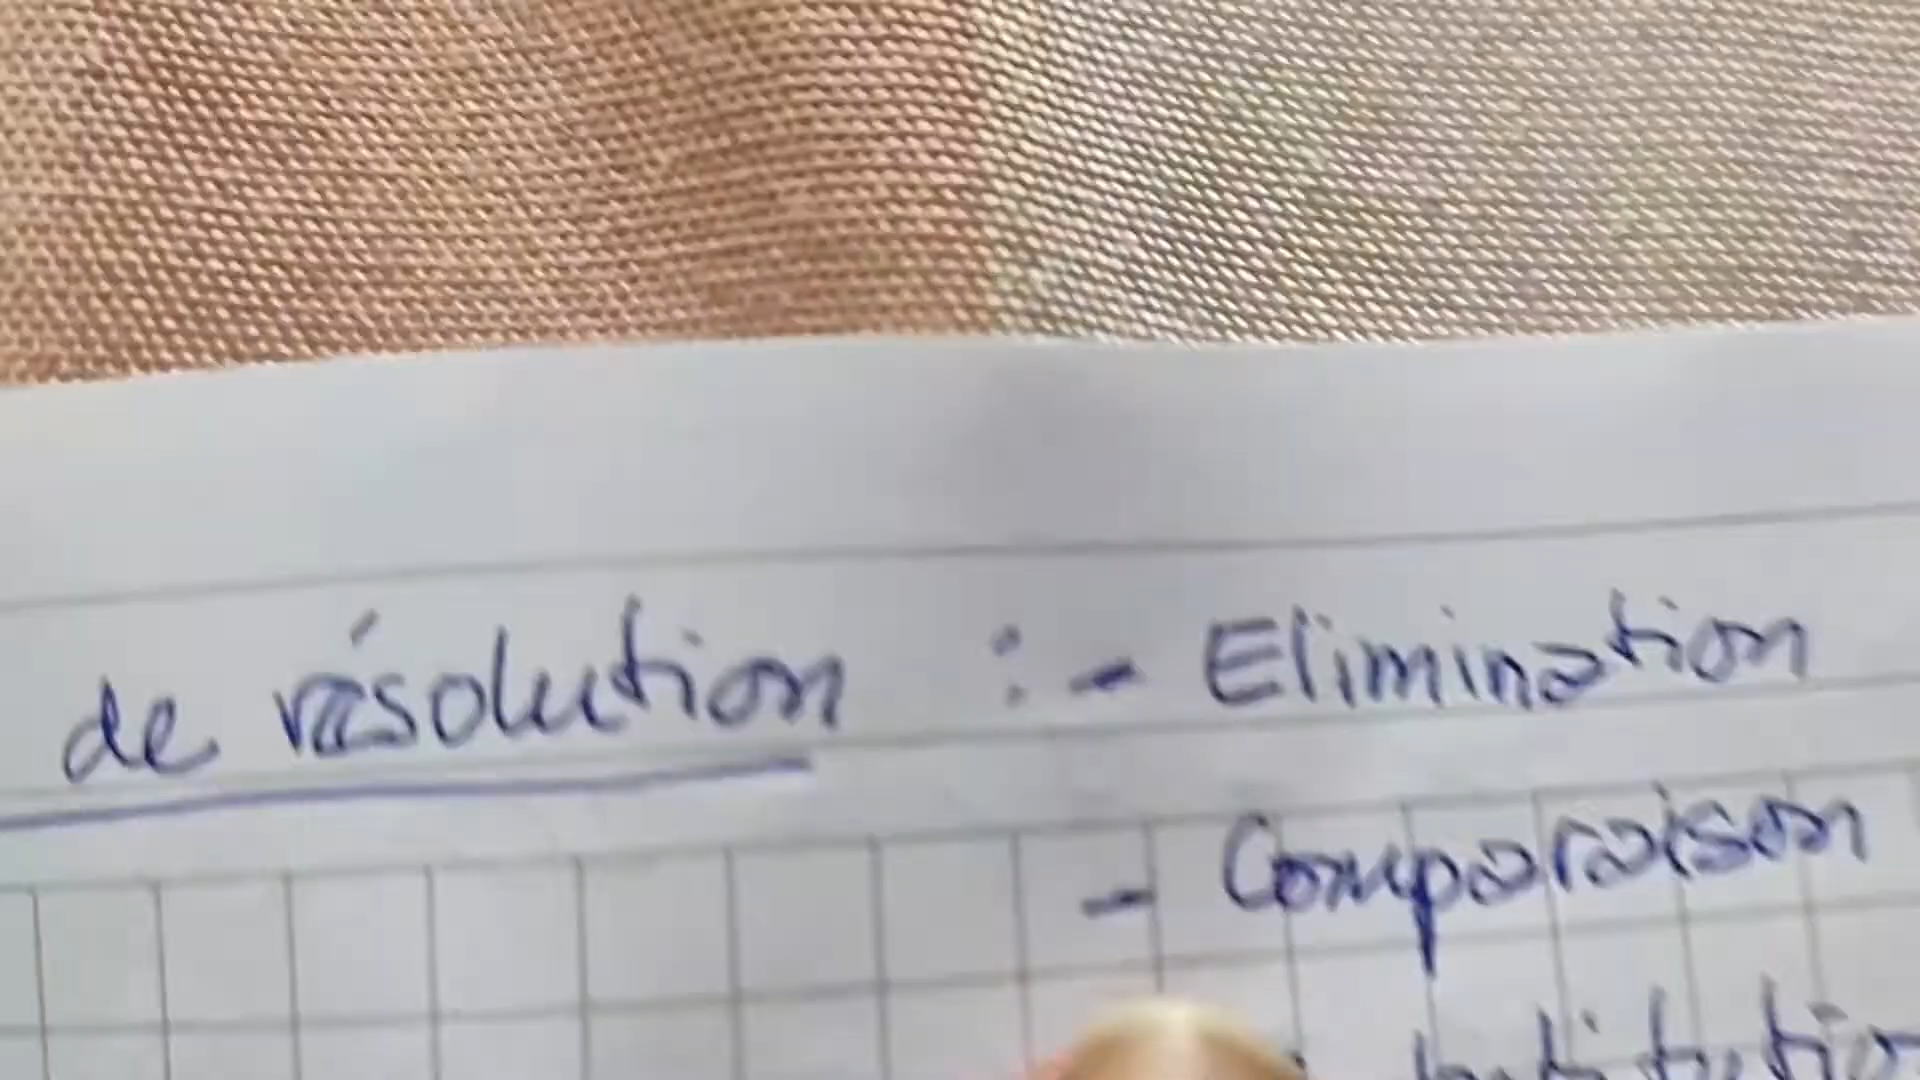 de résolution : - Elimination
- Comparaison